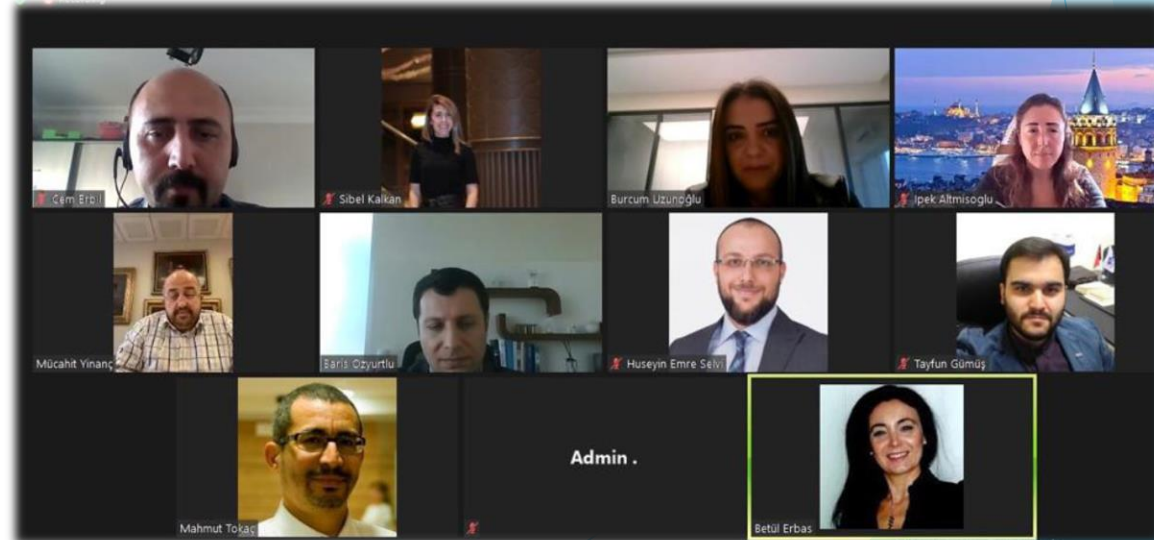 Recording
Cem Erbil
Sibel Kalkan
Burcum Uzunoğlu
Ipek Altmisoglu
Mücahit Yinanç
Baris Ozyurtlu
Huseyin Emre Selvi
Tayfun Gümüş
Mahmut Tokaç
Admin .
Betül Erbas